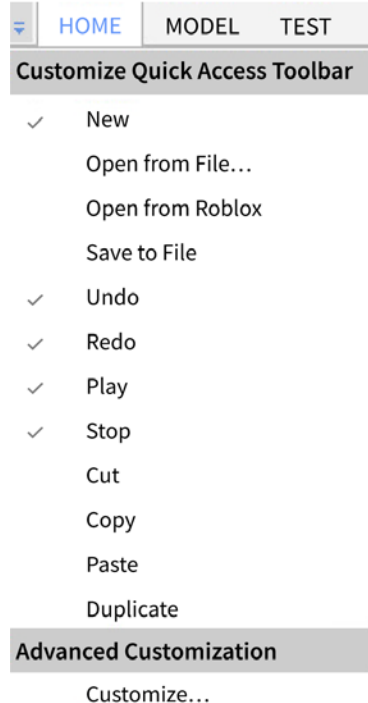 HOME MODEL TEST
Customize Quick Access Toolbar
New
Open from File...
Open from Roblox
Save to File
Undo
Redo
Play
Stop
Cut
Copy
Paste
Duplicate
Advanced Customization
Customize...